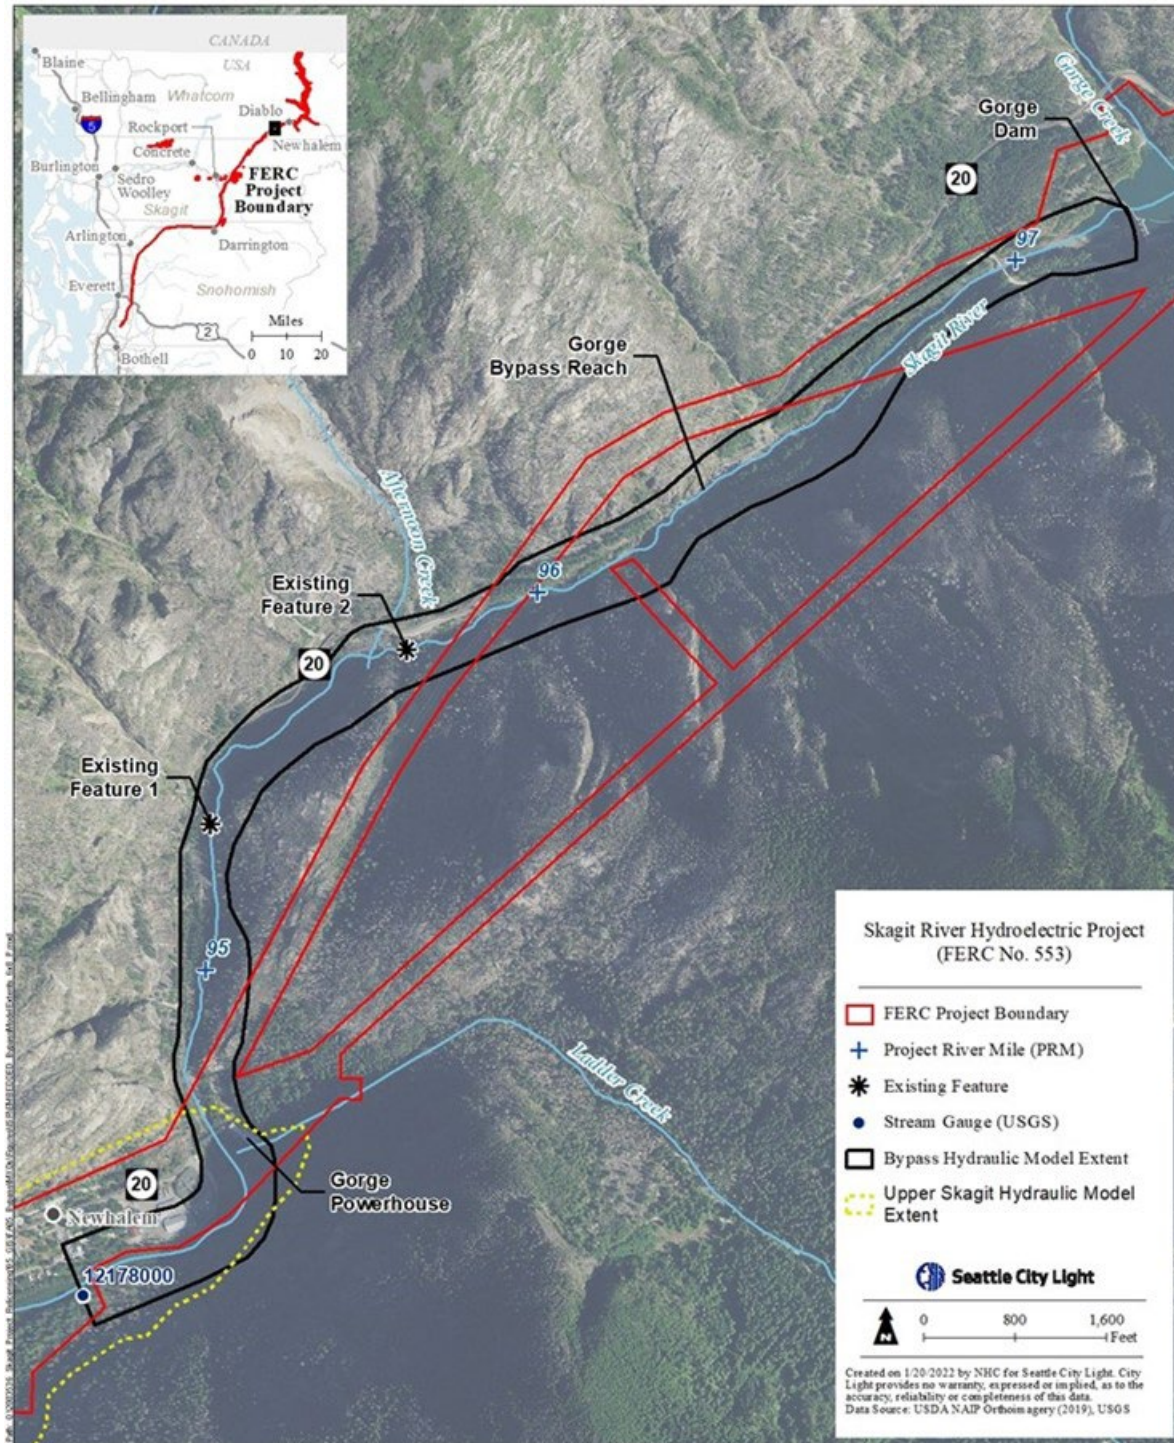 CANADA
USA
Blaine
Whatcom
Bellingham
Diablo
5
Rockport
Newhalem
Concrete
Burlington
Sedro
Woolley
FERC
Project
Boundary
Skagit
Arlington
Darrington
Everett
Snohomish
Miles
2
0 10 20
Bothell
Gorge Creek
Gorge
Dam
20
97
Skagit River
Gorge
Bypass Reach
Afternoon Creek
96
Existing
Feature 2
20
Existing
Feature 1
95
Ladder Creek
Gorge
Powerhouse
20
Newhalem
12178000
Skagit River Hydroelectric Project
(FERC No. 553)
FERC Project Boundary
Project River Mile (PRM)
Existing Feature
Stream Gauge (USGS)
Bypass Hydraulic Model Extent
Upper Skagit Hydraulic Model
Extent
Seattle City Light
N
0 800 1,600
Feet
Created on 1/20/2022 by NHC for Seattle City Light. City
Light provides no warranty, expressed or implied, as to the
accuracy, reliability or completeness of this data.
Data Source: USDA NAIP Orthoimagery (2019), USGS